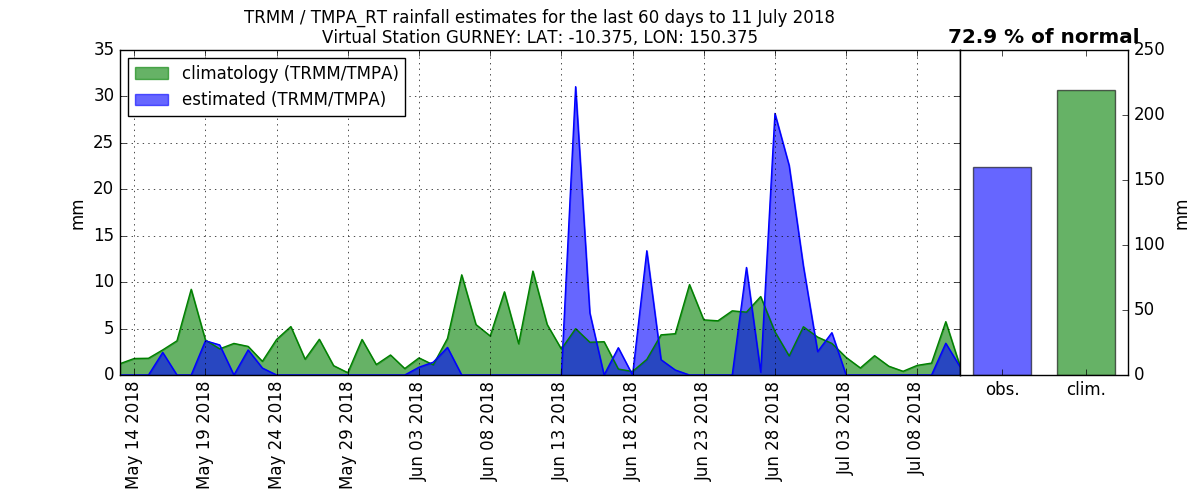 TRMM / TMPA_RT rainfall estimates for the last 60 days to 11 July 2018
Virtual Station GURNEY: LAT: -10.375, LON: 150.375
72.9 % of normal
climatology (TRMM/TMPA)
estimated (TRMM/TMPA)
35
30
25
20
15
10
5
0
mm
250
200
150
100
50
0
mm
May 14 2018
May 19 2018
May 24 2018
May 29 2018
Jun 03 2018
Jun 08 2018
Jun 13 2018
Jun 18 2018
Jun 23 2018
Jun 28 2018
Jul 03 2018
Jul 08 2018
obs.
clim.